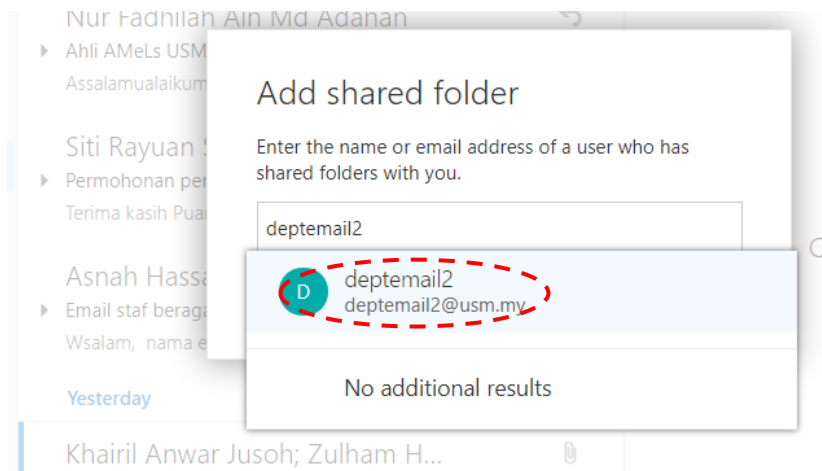 Nur Fadhilah Ain Md Adanan
Ahli AMeLs USM
Assalamualaikum
Add shared folder
Enter the name or email address of a user who has
shared folders with you.
Siti Rayuan
Permohonan per
Terima kasih Puar
deptemail2
D
deptemail2
deptemail2@usm.my
Asnah Hassa
Email staf beraga
Wsalam, nama e
No additional results
Yesterday
Khairil Anwar Jusoh; Zulham H...